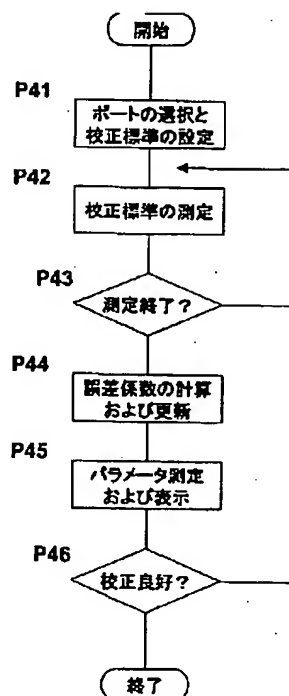 開始
P41
ポートの選択と
校正標準の設定
P42
校正標準の測定
P43
測定終了?
P44
誤差係数の計算
および更新
P45
パラメータ測定
および表示
P46
校正良好?
終了